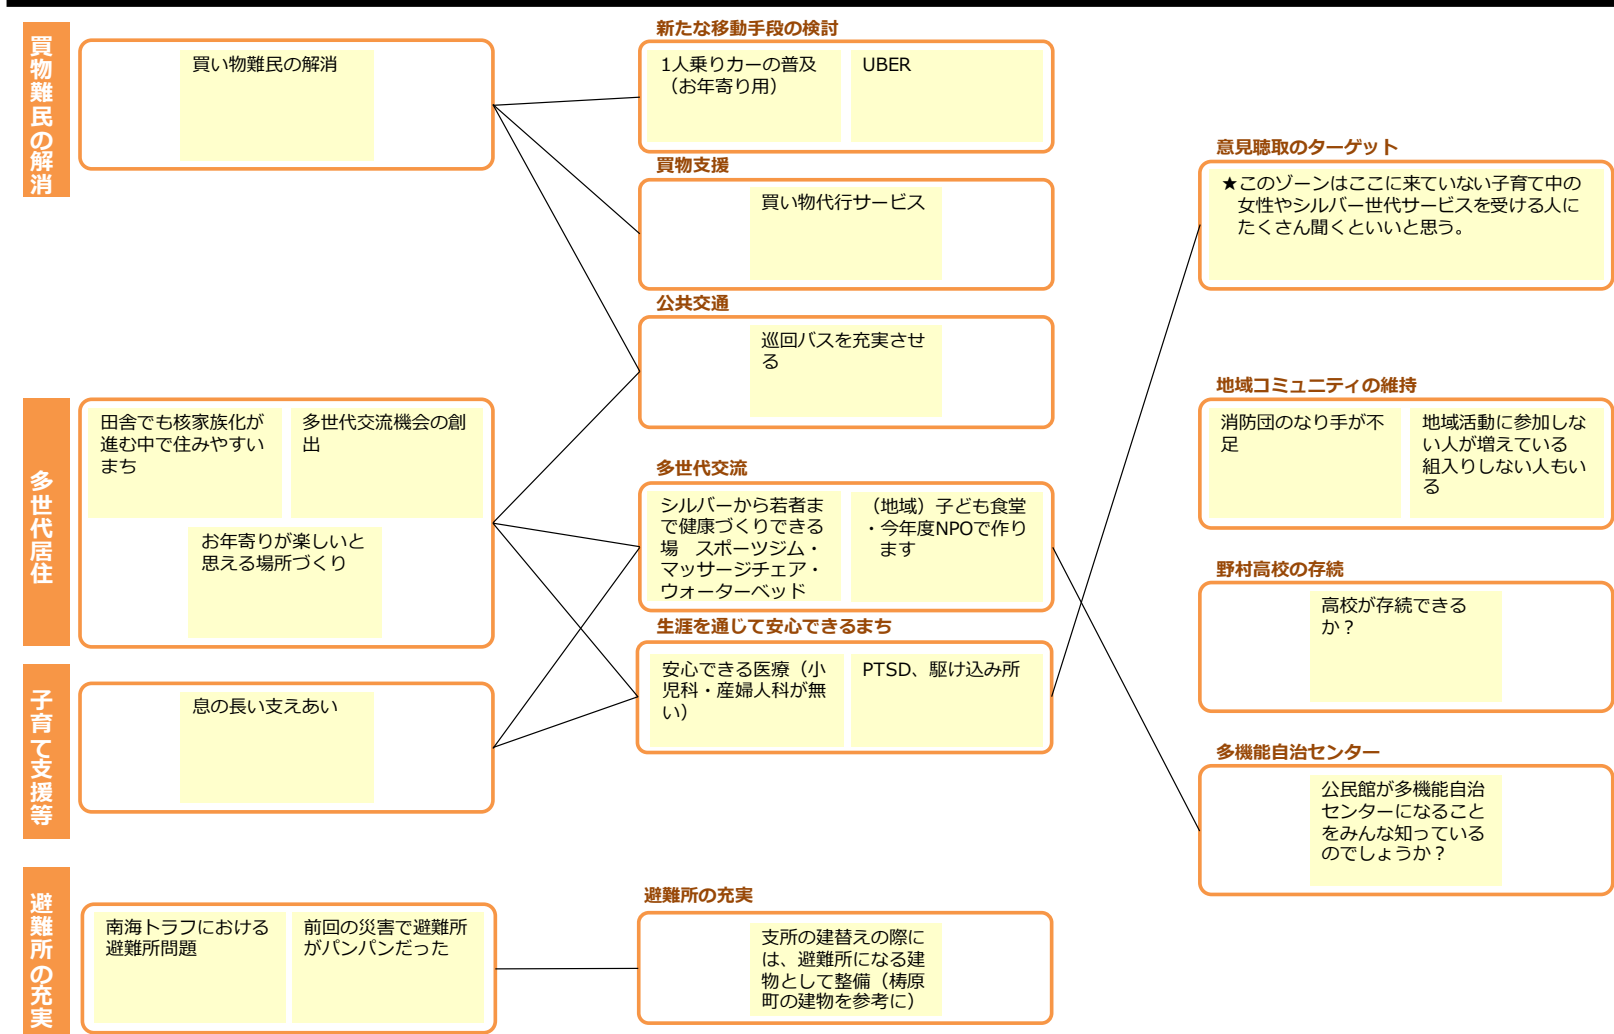 買物難民の解消
買い物難民の解消
新たな移動手段の検討
1人乗りカーの普及
（お年寄り用）
UBER
買物支援
買い物代行サービス
公共交通
巡回バスを充実させ
る
多世代居住
田舎でも核家族化が
進む中で住みやすい
まち
多世代交流機会の創
出
お年寄りが楽しいと
思える場所づくり
多世代交流
シルバーから若者ま
で健康づくりできる
場　スポーツジム・
マッサージチェア・
ウォーターベッド
（地域）子ども食堂
・今年度NPOで作り
ます
生涯を通じて安心できるまち
安心できる医療（小
児科・産婦人科が無
い）
PTSD、駆け込み所
子育て支援等
息の長い支えあい
避難所の充実
南海トラフにおける
避難所問題
前回の災害で避難所
がパンパンだった
避難所の充実
支所の建替えの際に
は、避難所になる建
物として整備（梼原
町の建物を参考に）
意見聴取のターゲット
★このゾーンはここに来ていない子育て中の
女性やシルバー世代サービスを受ける人に
たくさん聞くといいと思う。
地域コミュニティの維持
消防団のなり手が不
足
地域活動に参加しな
い人が増えている
組入りしない人もい
る
野村高校の存続
高校が存続できる
か？
多機能自治センター
公民館が多機能自治
センターになること
をみんな知っている
のでしょうか？